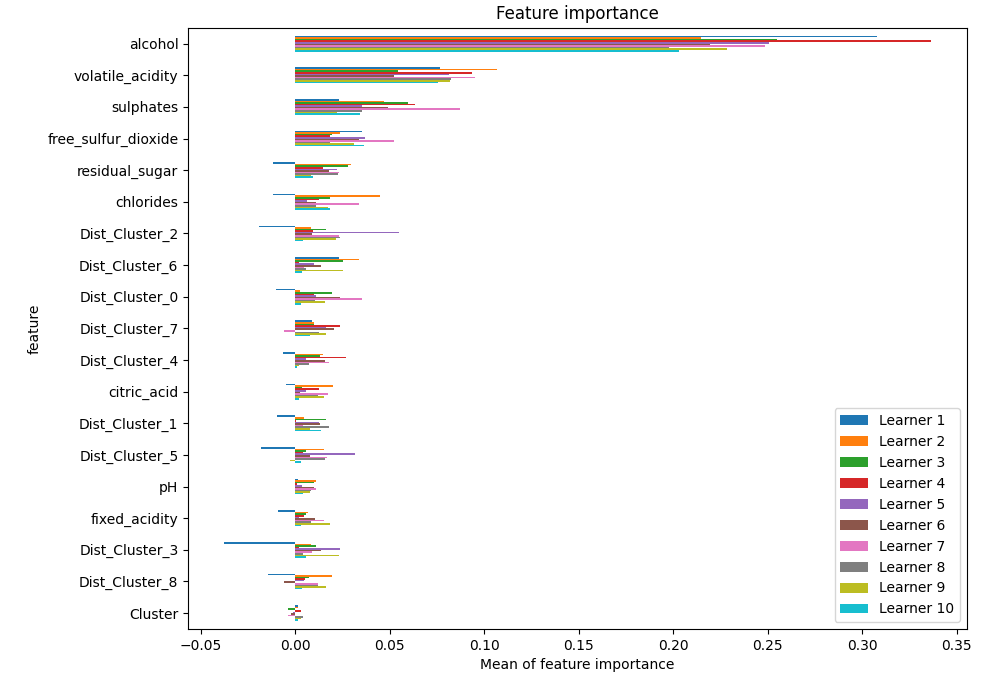 Feature importance
alcohol
volatile_acidity
sulphates
free_sulfur_dioxide
residual_sugar
chlorides
Dist_Cluster_2
Dist_Cluster_6
Dist_Cluster_0
Dist_Cluster_7
Dist_Cluster_4
citric_acid
Dist_Cluster_1
Dist_Cluster_5
pH
fixed_acidity
Dist_Cluster_3
Dist_Cluster_8
Cluster
feature
Learner 1
Learner 2
Learner 3
Learner 4
Learner 5
Learner 6
Learner 7
Learner 8
Learner 9
Learner 10
−0.05 0.00 0.05 0.10 0.15 0.20 0.25 0.30 0.35
Mean of feature importance